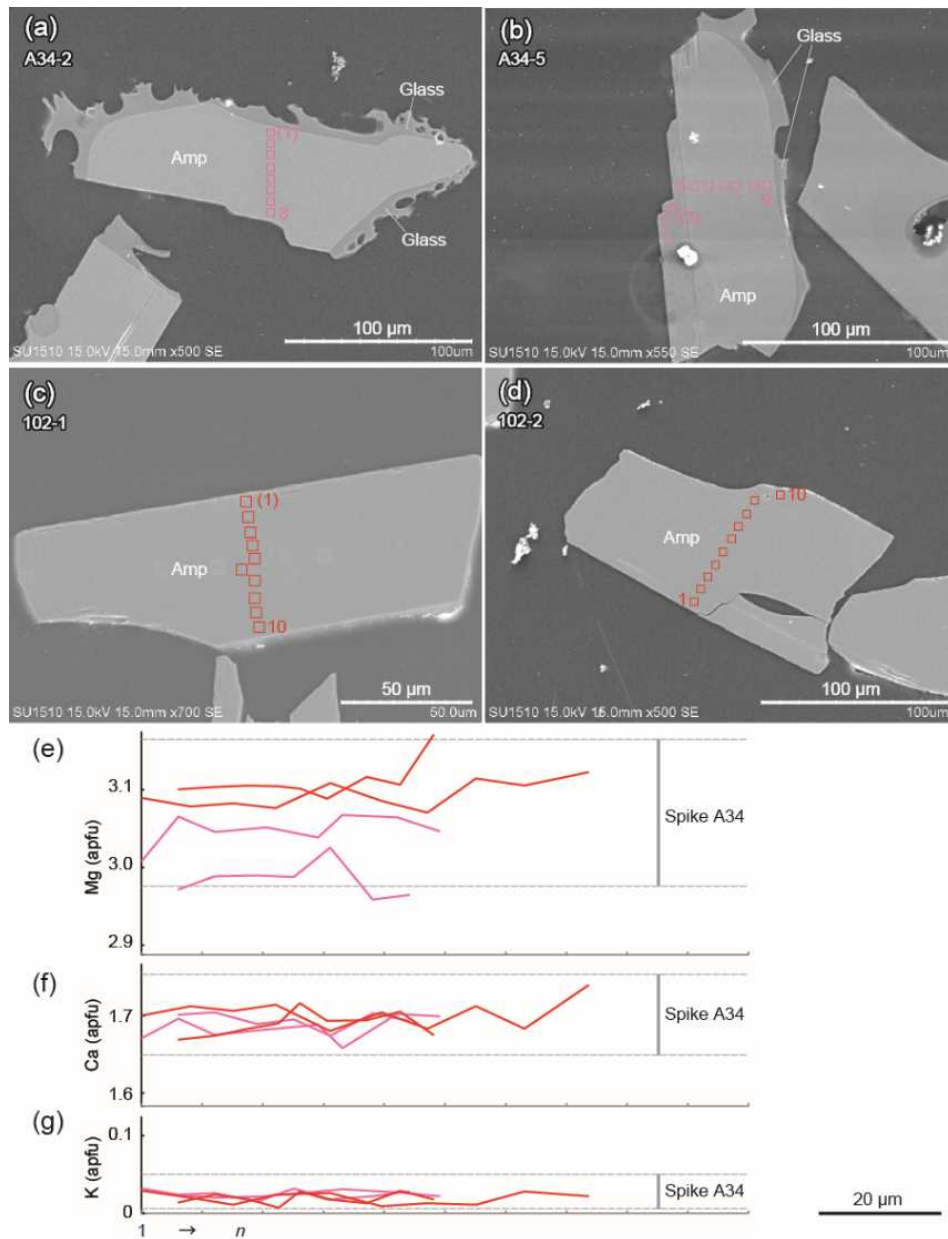 (a)
A34-2
Glass
(1)
Amp
8
Glass
100 µm
SU1510 15.0kV 15.0mm x500 SE
100um
(b)
A34-5
Glass
Amp
100 µm
SU1510 15.0kV 15.0mm x550 SE
100um
(c)
102-1
(1)
Amp
10
50 µm
SU1510 15.0kV 15.0mm x700 SE
50.0um
(d)
102-2
10
Amp
1
100 µm
SU1510 15.0kV 15.0mm x500 SE
100um
(e)
Mg (apfu)
3.1
3.0
2.9
Spike A34
(f)
Ca (apfu)
1.7
1.6
Spike A34
(g)
K (apfu)
0.1
0
Spike A34
1 → n
20 µm